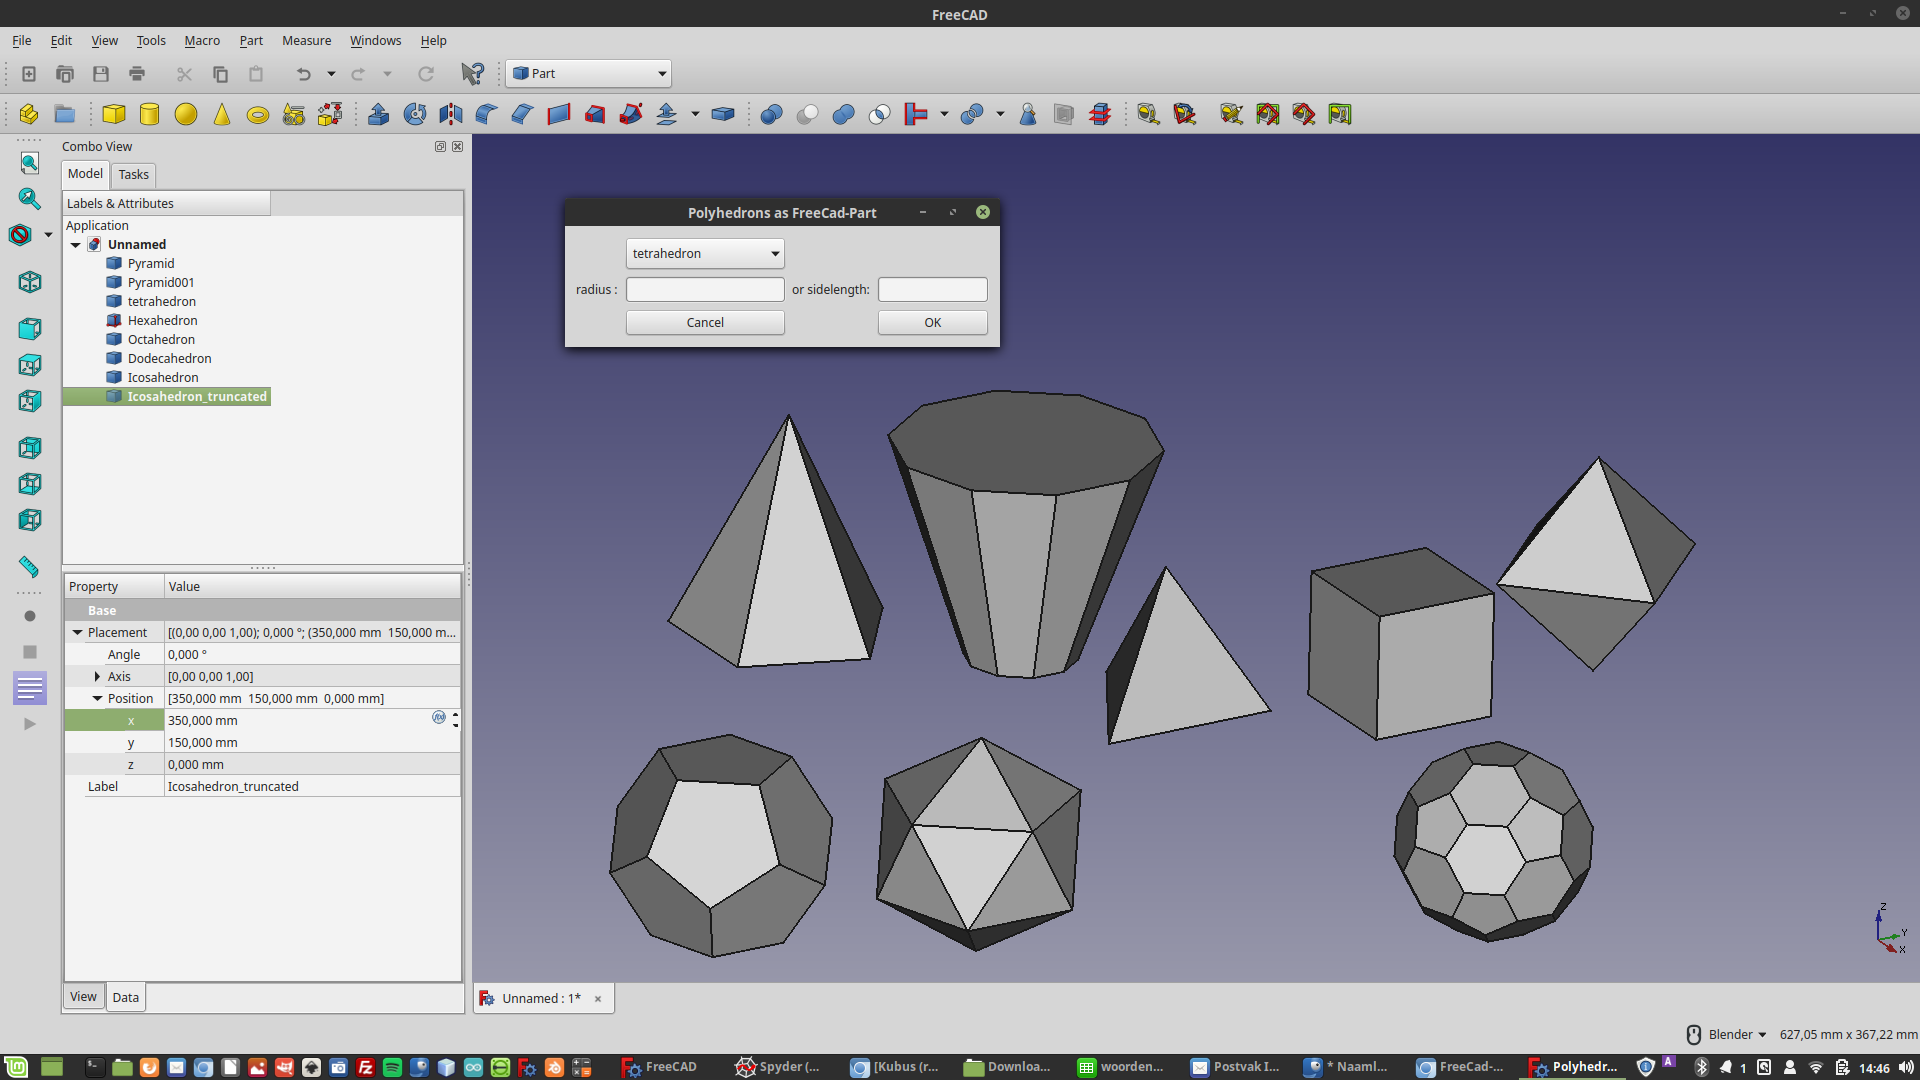 FreeCAD
File Edit View Tools Macro Part Measure Windows Help
Part
Combo View
Model Tasks
Labels & Attributes
Application
Unnamed
Pyramid
Pyramid001
tetrahedron
Hexahedron
Octahedron
Dodecahedron
Icosahedron
Icosahedron_truncated
Polyhedrons as FreeCad-Part
tetrahedron
radius : or sidelength:
Cancel OK
Property Value
Base
Placement [(0,00 0,00 1,00); 0,000 °; (350,000 mm 150,000 m...
Angle 0,000 °
Axis [0,00 0,00 1,00]
Position [350,000 mm 150,000 mm 0,000 mm]
x 350,000 mm
y 150,000 mm
z 0,000 mm
Label Icosahedron_truncated
Z
Y
X
View Data
Unnamed : 1*
Blender 627,05 mm x 367,22 mm
FreeCAD Spyder (... [Kubus (r... Downloa... woorden... Postvak I... * Naaml... FreeCad-... Polyhedr... A 1 14:46